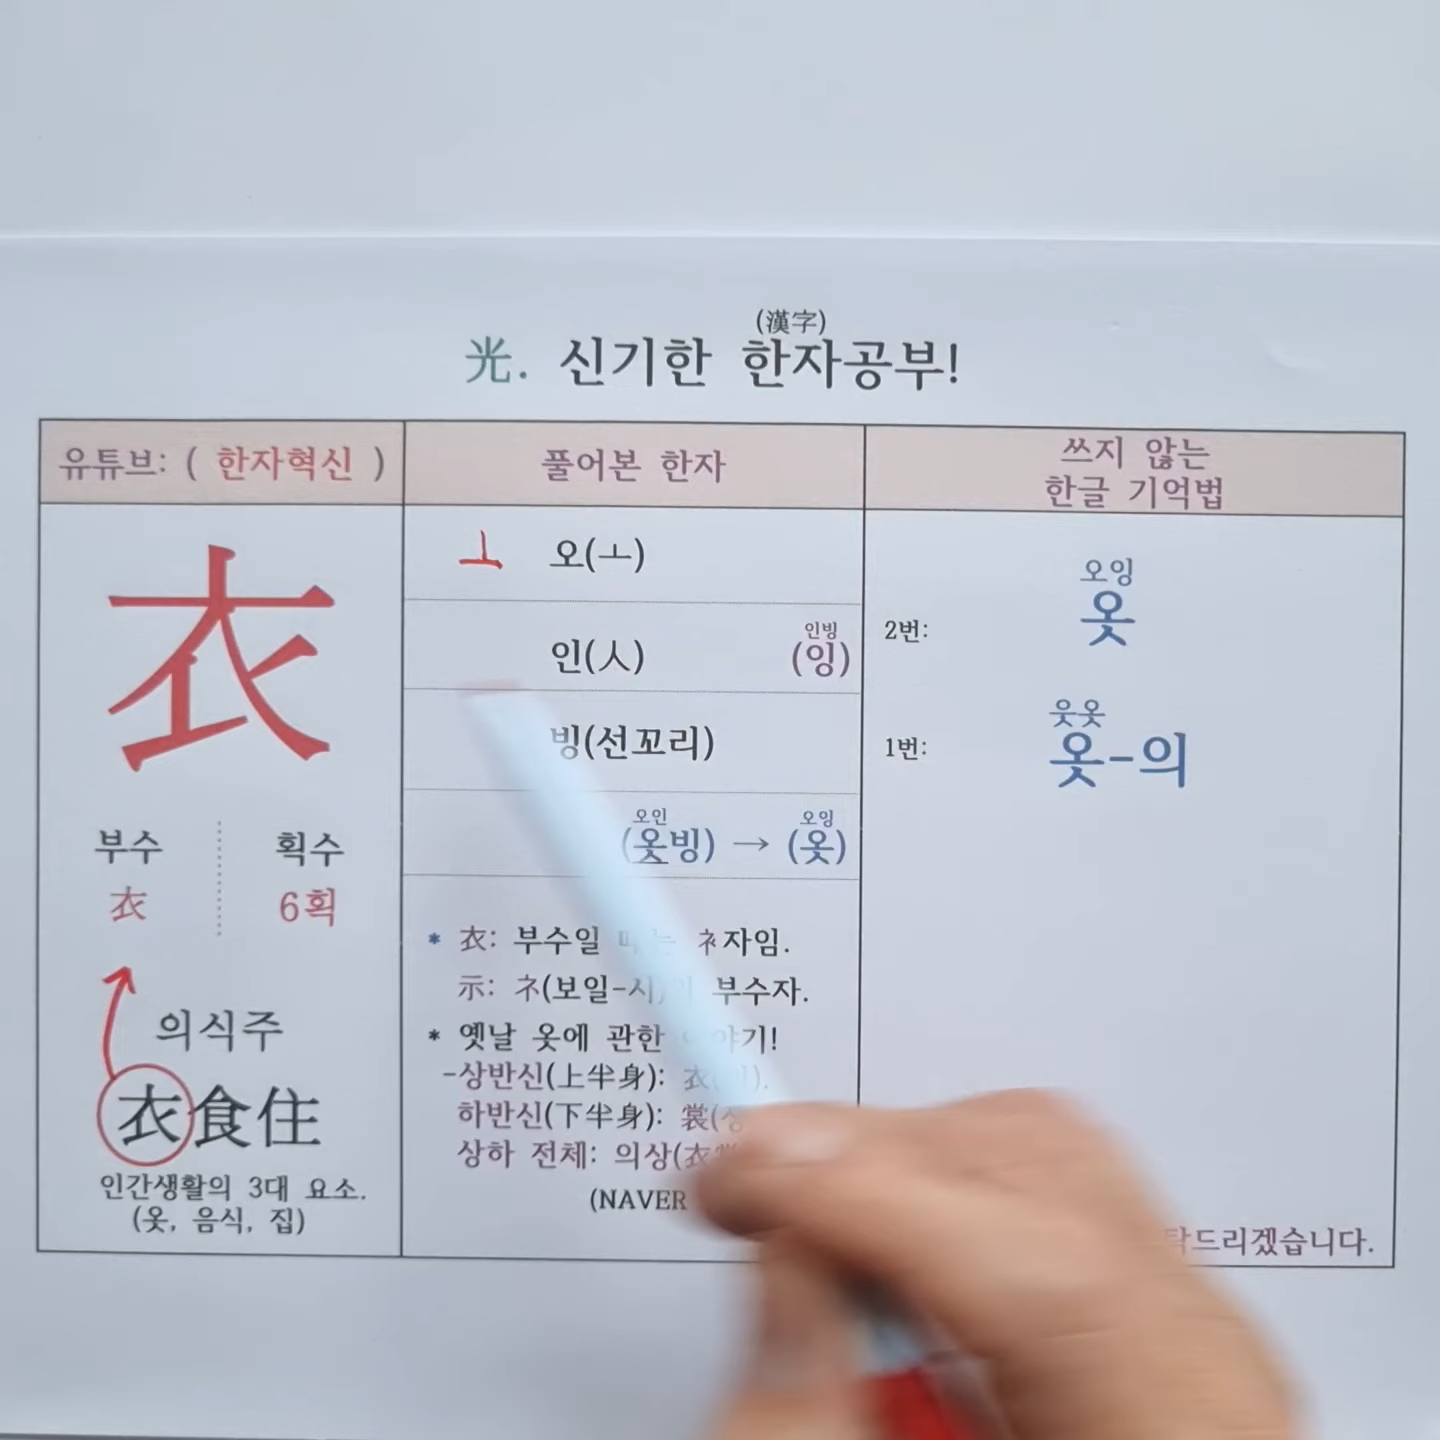 (漢字)
光. 신기한 한자공부!
유튜브: ( 한자혁신 )
풀어본 한자
쓰지 않는
한글 기억법
衣
부수
획수
衣
6획
의식주
衣食住
인간생활의 3대 요소.
(옷, 음식, 집)
ㅗ 오(ㅗ)
인빙
인(人) (잉)
빙(선꼬리)
오인 오잉
(옷빙) → (옷)
* 衣: 부수일 衤자임.
示: 礻(보일-시) 부수자.
* 옛날 옷에 관한 이야기!
-상반신(上半身): 衣
하반신(下半身): 裳
상하 전체: 의상(衣
(NAVER
오잉
2번: 옷
웃옷
1번: 옷-의
탁드리겠습니다.